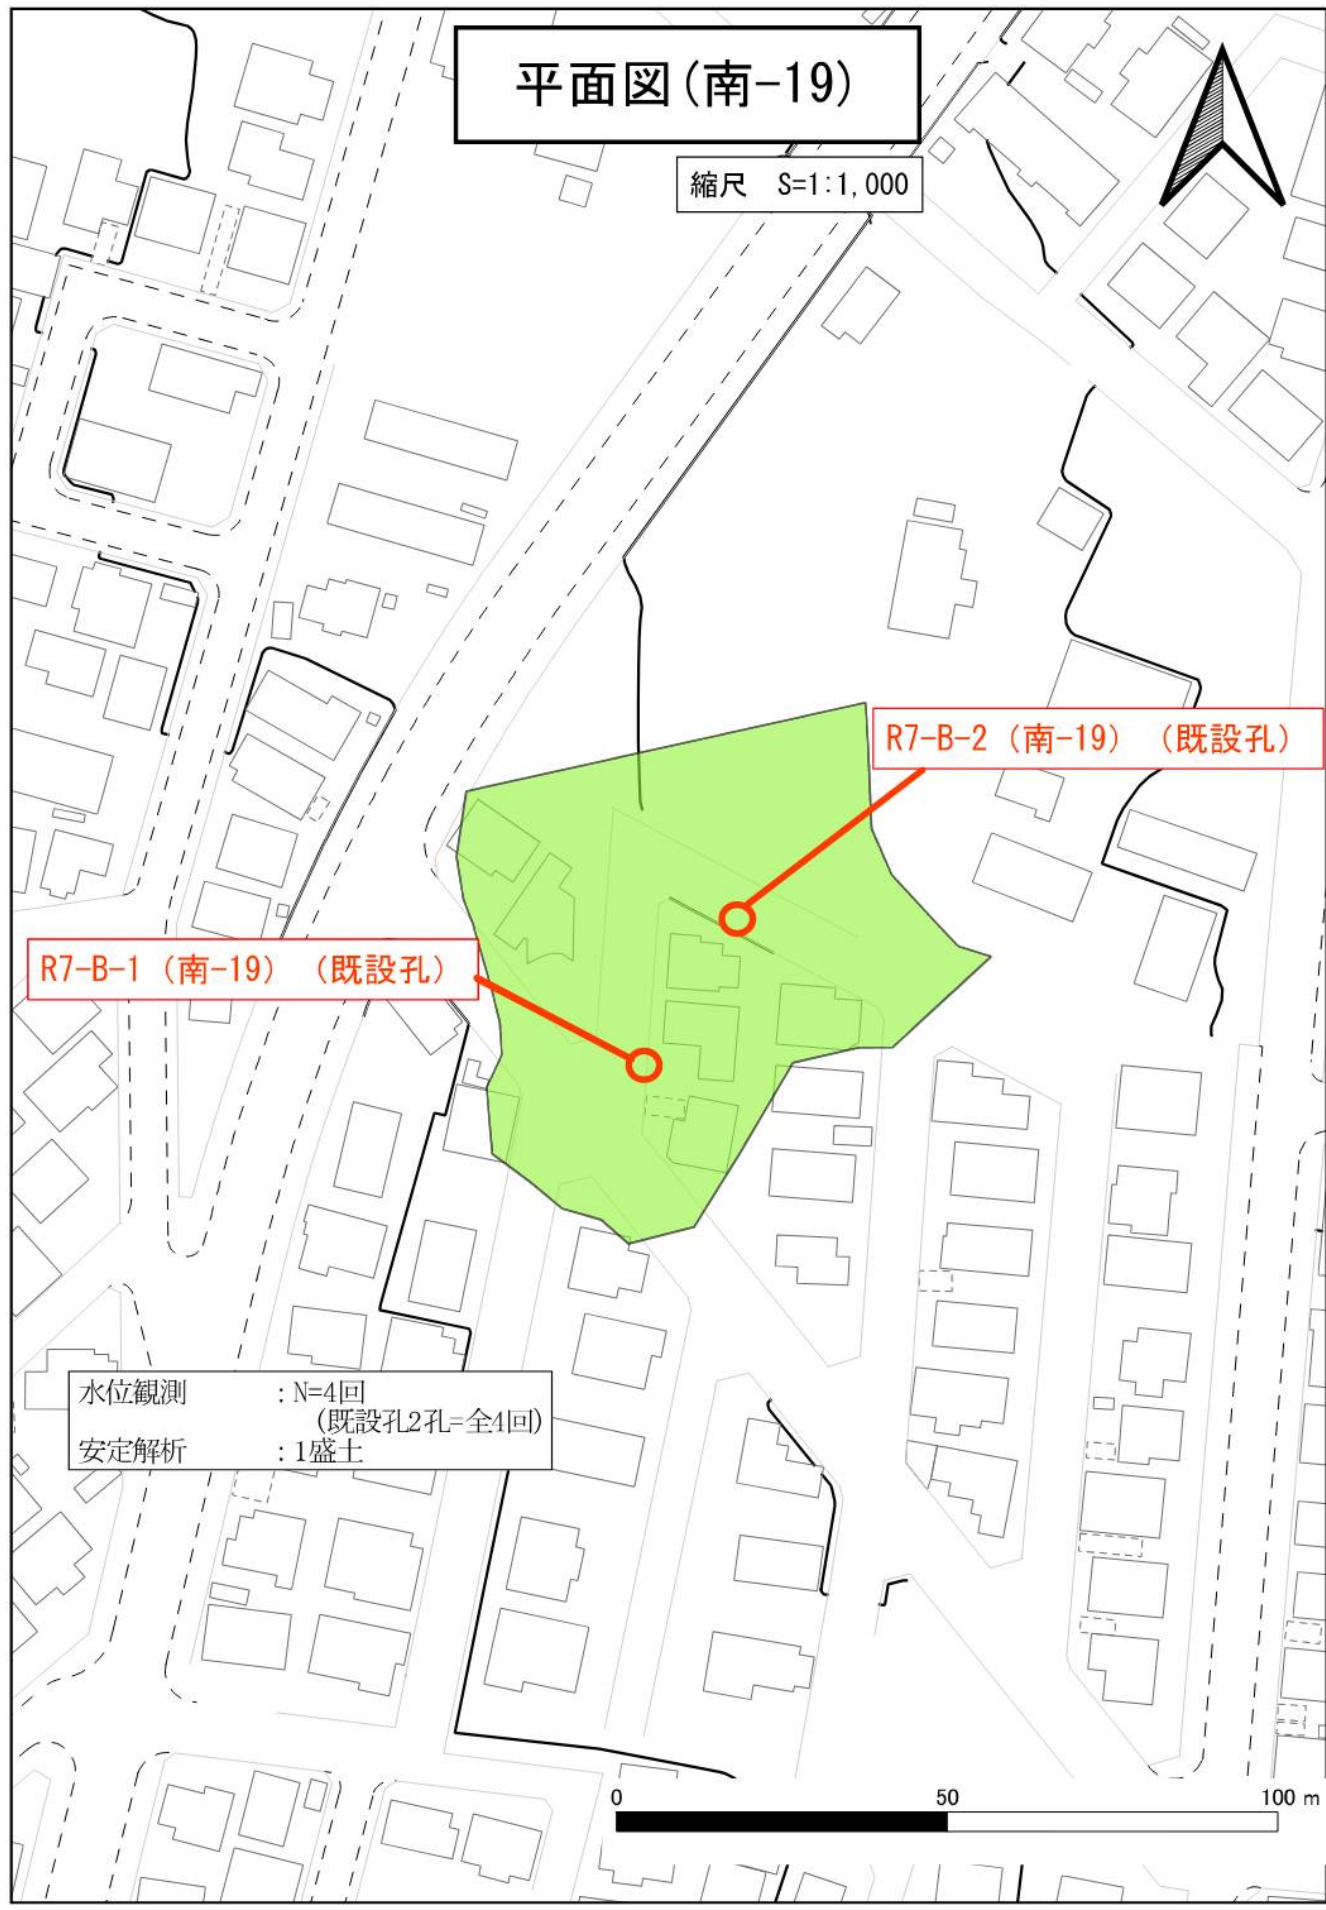 平面図(南-19)
縮尺　S=1:1,000
R7-B-2（南-19）（既設孔）
R7-B-1（南-19）（既設孔）
水位観測　　　：N=4回
（既設孔2孔=全4回）
安定解析　　　：1盛土
0 50 100 m